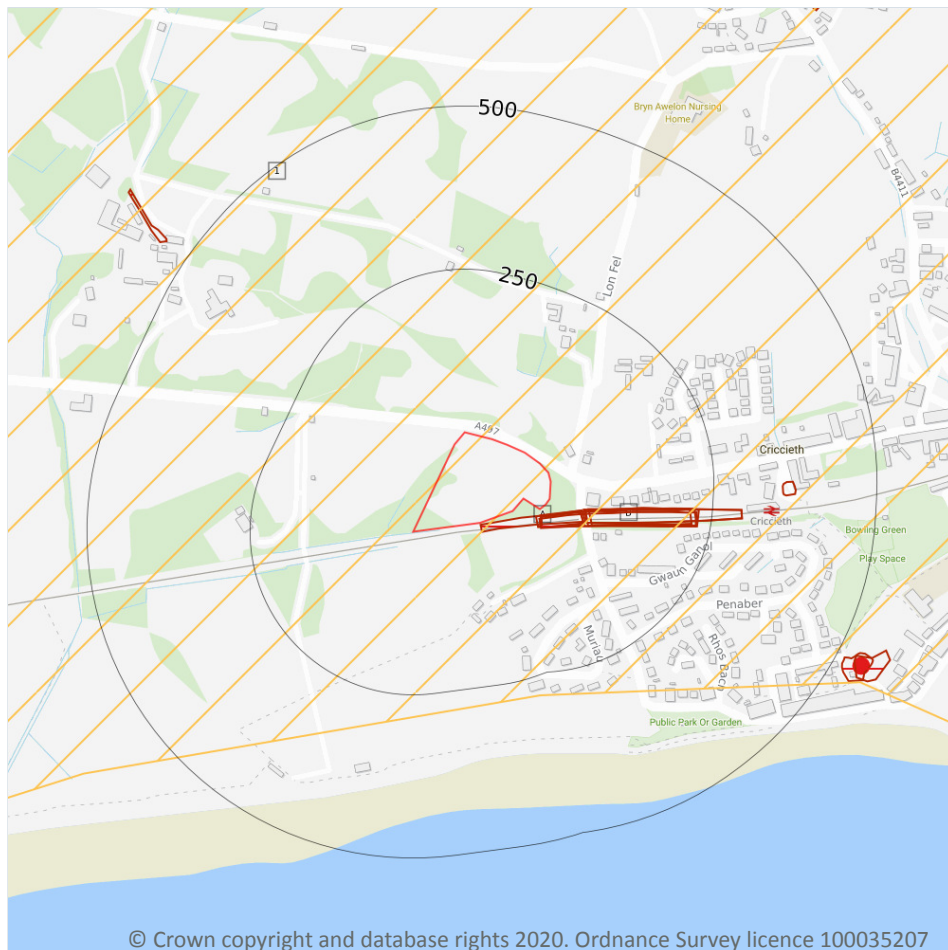 Bryn Awelon Nursing
Home
500
1
B4411
Lon Fel
250
A497
Criccieth
A
B
Criccieth
Bowling Green
Play Space
Gwaun Ganol
Penaber
Muriau
Rhos Bach
Public Park Or Garden
© Crown copyright and database rights 2020. Ordnance Survey licence 100035207